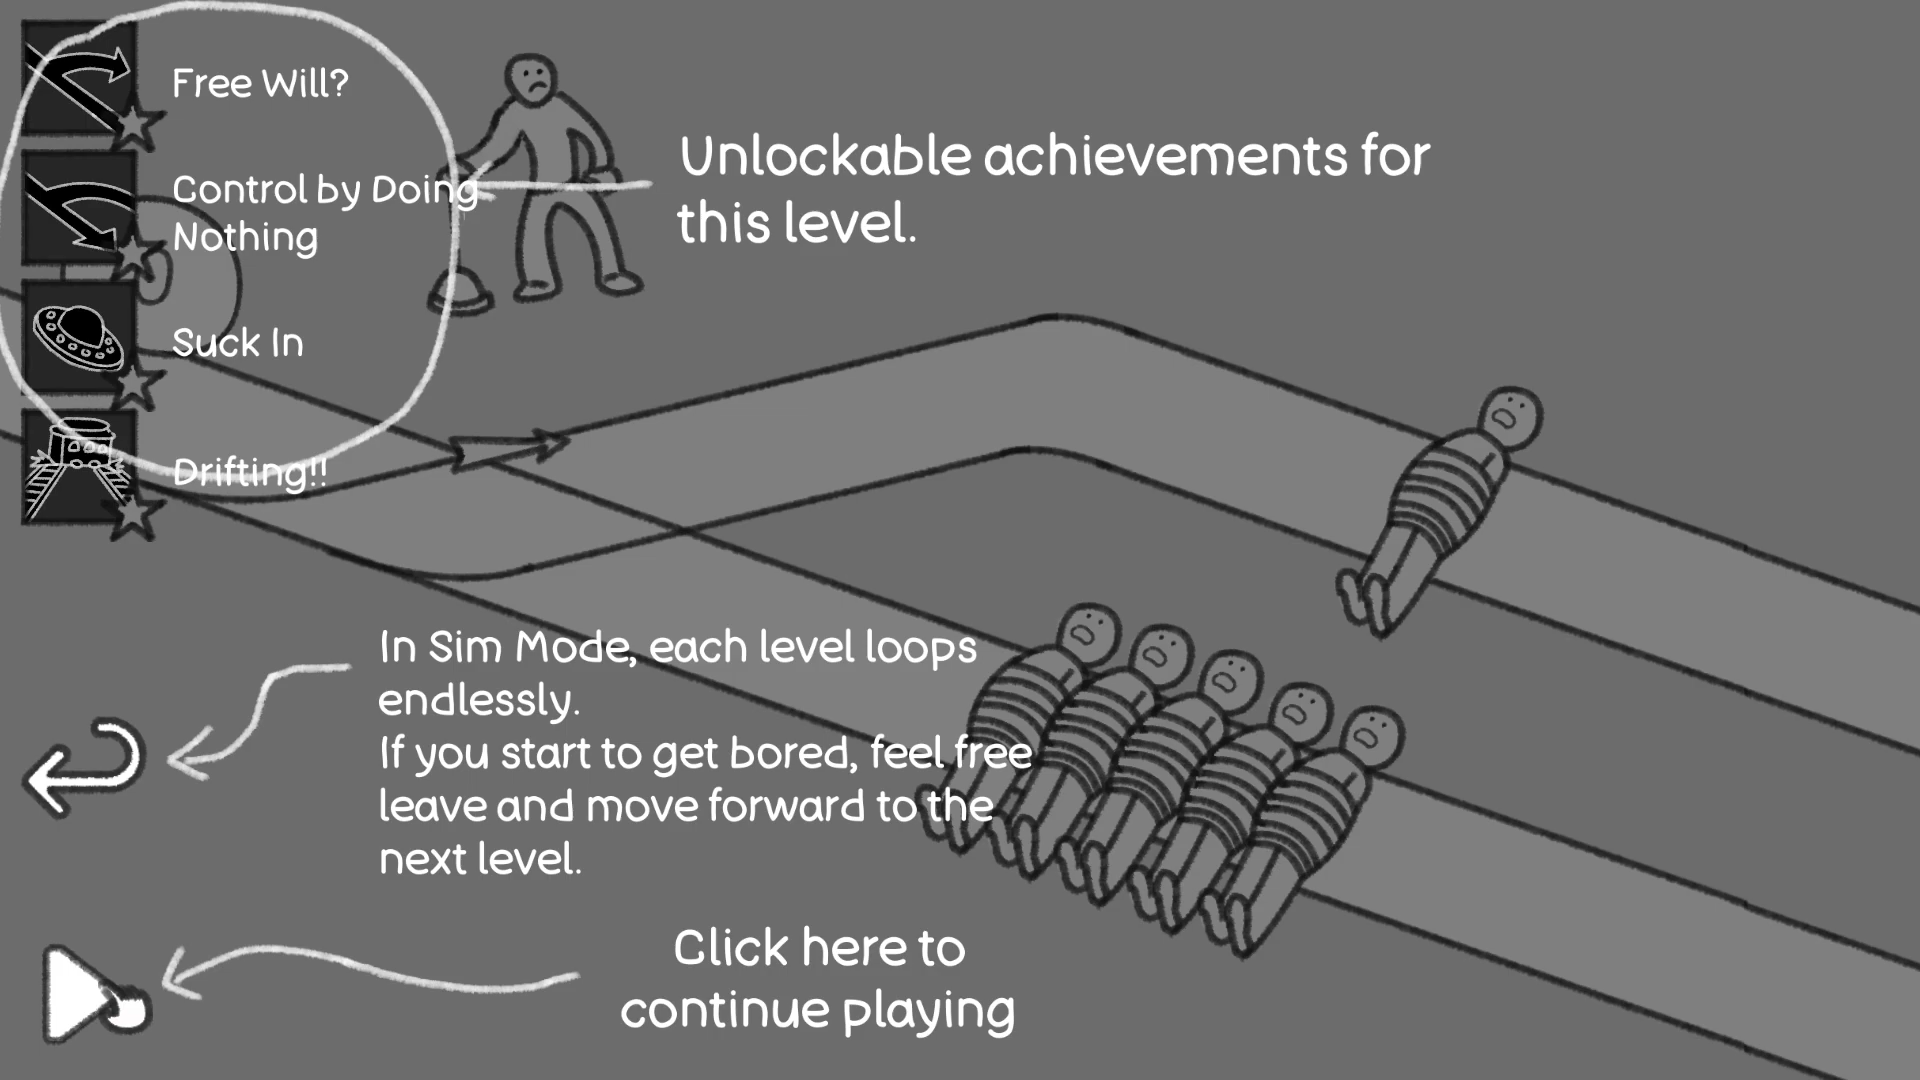 Free Will?
Control by Doing
Nothing
Suck In
Drifting!!
Unlockable achievements for
this level.
In Sim Mode, each level loops
endlessly.
If you start to get bored, feel free
leave and move forward to the
next level.
Click here to
continue playing